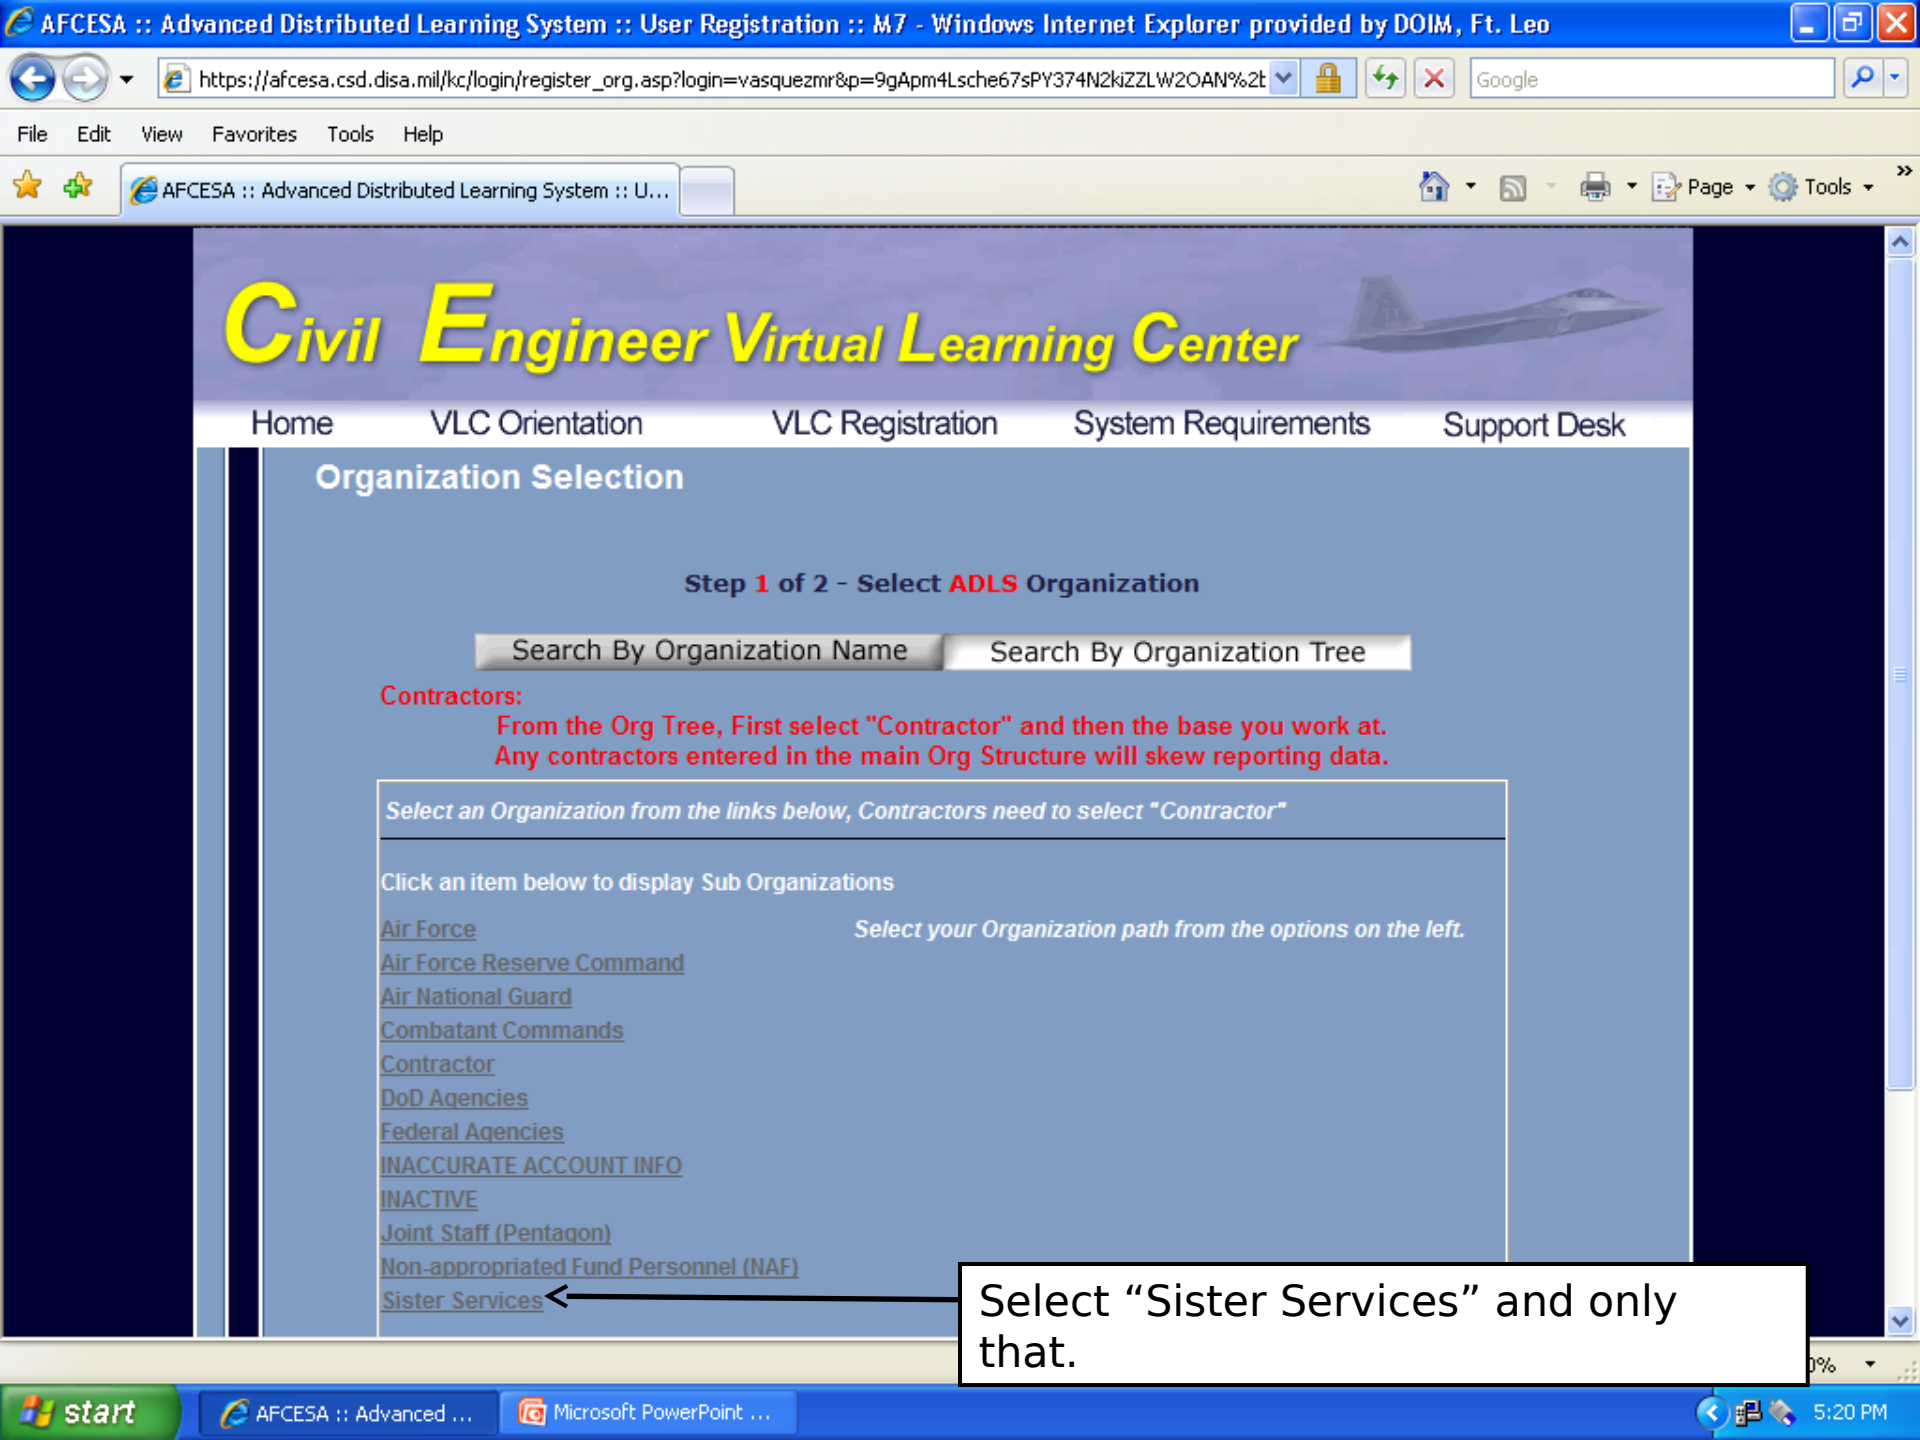 AFCESA :: Advanced Distributed Learning System :: User Registration :: M7 - Windows Internet Explorer provided by DOIM, Ft. Leo
https://afcesa.csd.disa.mil/kc/login/register_org.asp?login=vasquezmr&p=9gApm4Lsche67sPY374N2kiZZLW2OAN%2t
Google
File Edit View Favorites Tools Help
AFCESA :: Advanced Distributed Learning System :: U...
Page Tools »
Civil Engineer Virtual Learning Center
Home VLC Orientation VLC Registration System Requirements Support Desk
Organization Selection
Step 1 of 2 - Select ADLS Organization
Search By Organization Name Search By Organization Tree
Contractors:
From the Org Tree, First select "Contractor" and then the base you work at.
Any contractors entered in the main Org Structure will skew reporting data.
Select an Organization from the links below, Contractors need to select "Contractor"
Click an item below to display Sub Organizations
Air Force Select your Organization path from the options on the left.
Air Force Reserve Command
Air National Guard
Combatant Commands
Contractor
DoD Agencies
Federal Agencies
INACCURATE ACCOUNT INFO
INACTIVE
Joint Staff (Pentagon)
Non-appropriated Fund Personnel (NAF)
Sister Services
Select “Sister Services” and only
that.
0%
start AFCESA :: Advanced ... Microsoft PowerPoint ... 5:20 PM